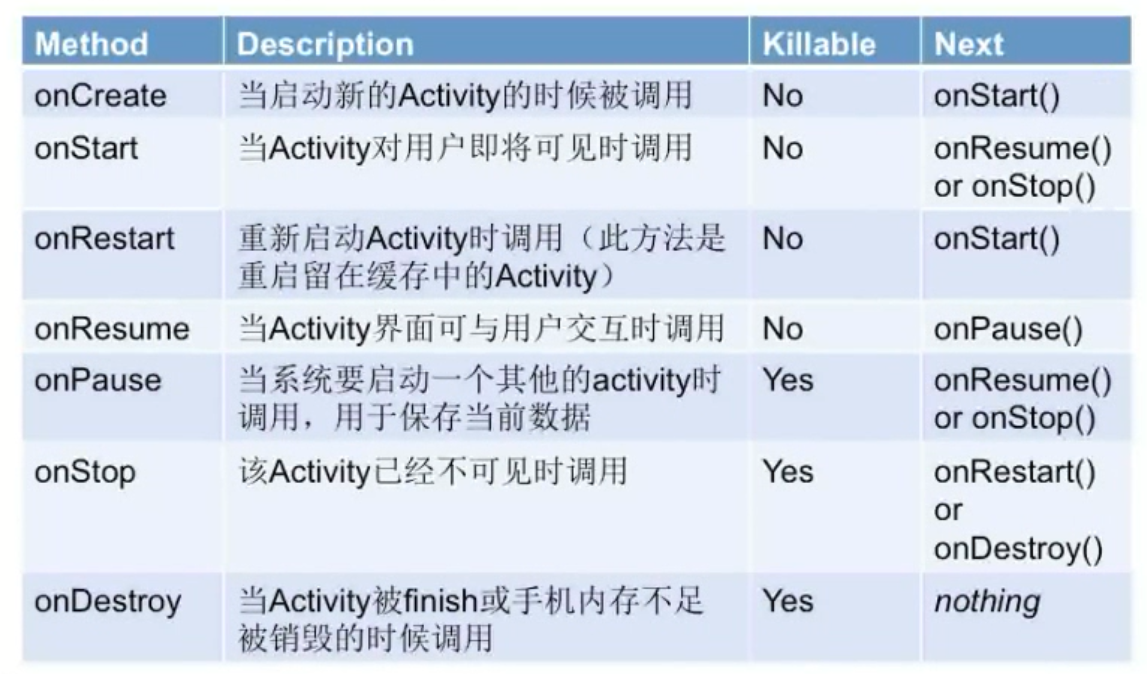 Method Description Killable Next
onCreate 当启动新的Activity的时候被调用 No onStart()
onStart 当Activity对用户即将可见时调用 No onResume()
or onStop()
onRestart 重新启动Activity时调用（此方法是 No onStart()
重启留在缓存中的Activity）
onResume 当Activity界面可与用户交互时调用 No onPause()
onPause 当系统要启动一个其他的activity时 Yes onResume()
调用，用于保存当前数据 or onStop()
onStop 该Activity已经不可见时调用 Yes onRestart()
or
onDestroy()
onDestroy 当Activity被finish或手机内存不足 Yes nothing
被销毁的时候调用